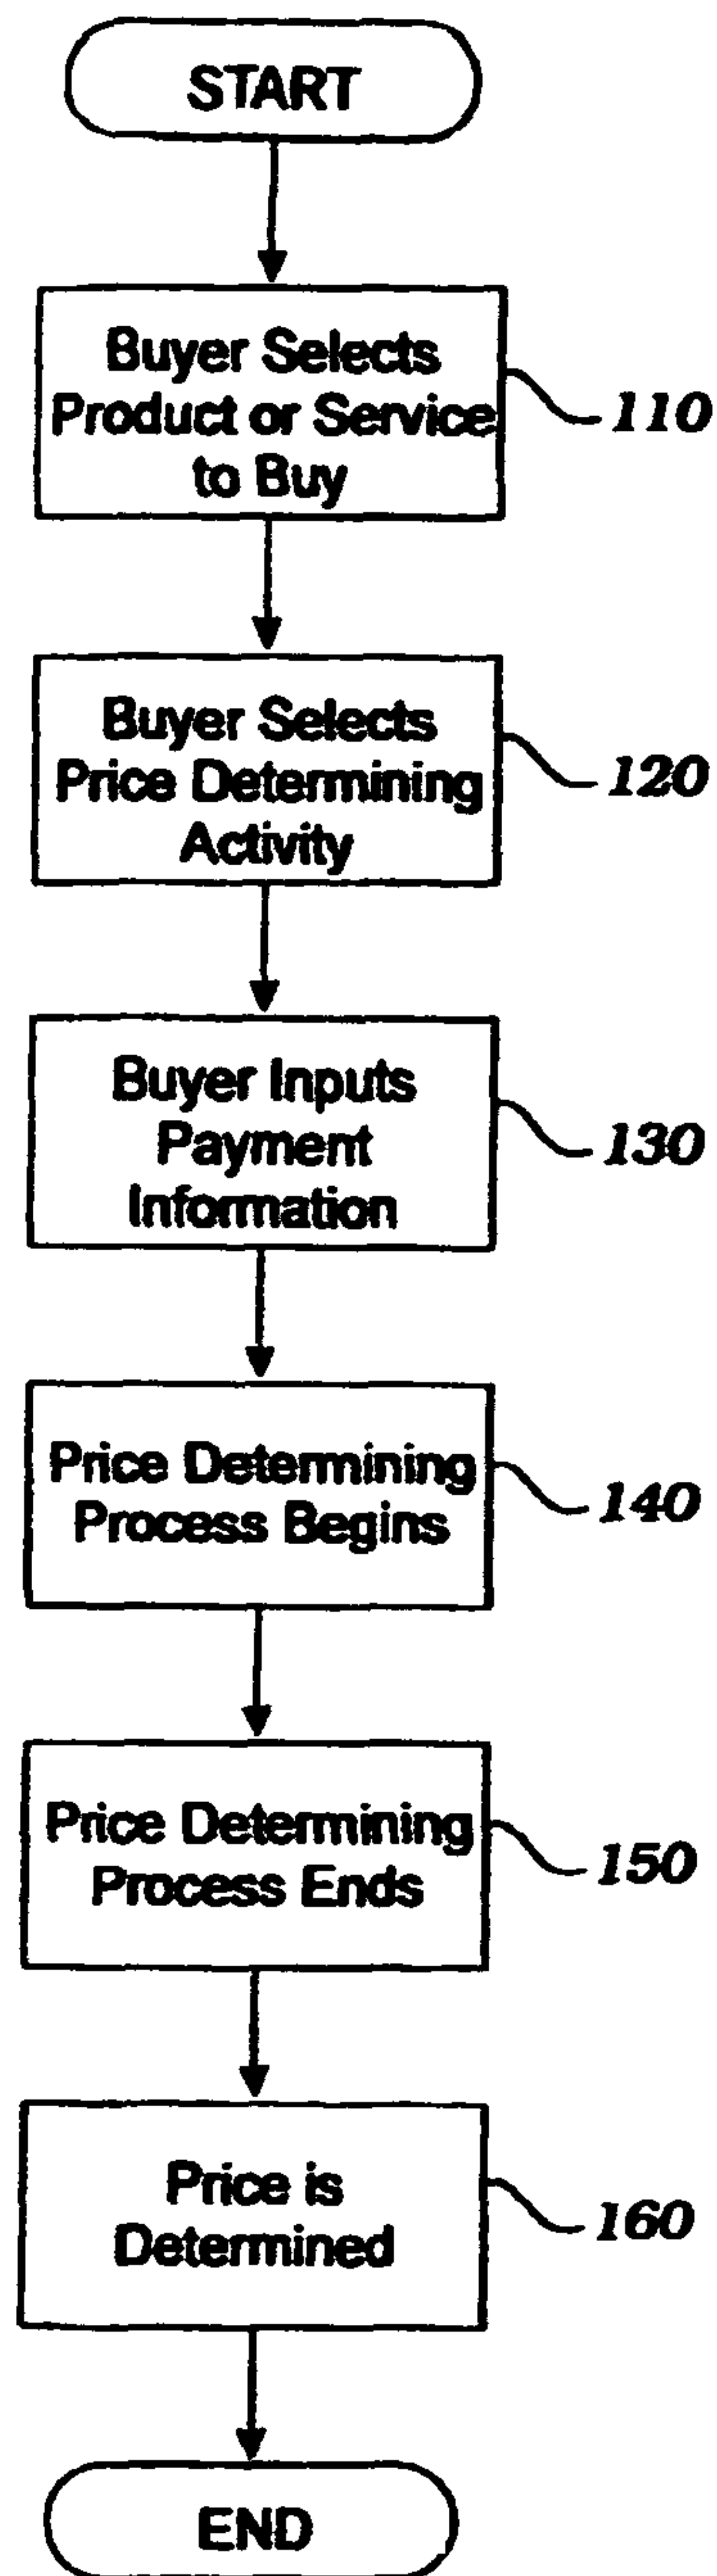 START
Buyer Selects
Product or Service
to Buy
110
Buyer Selects
Price Determining
Activity
120
Buyer Inputs
Payment
Information
130
Price Determining
Process Begins
140
Price Determining
Process Ends
150
Price is
Determined
160
END